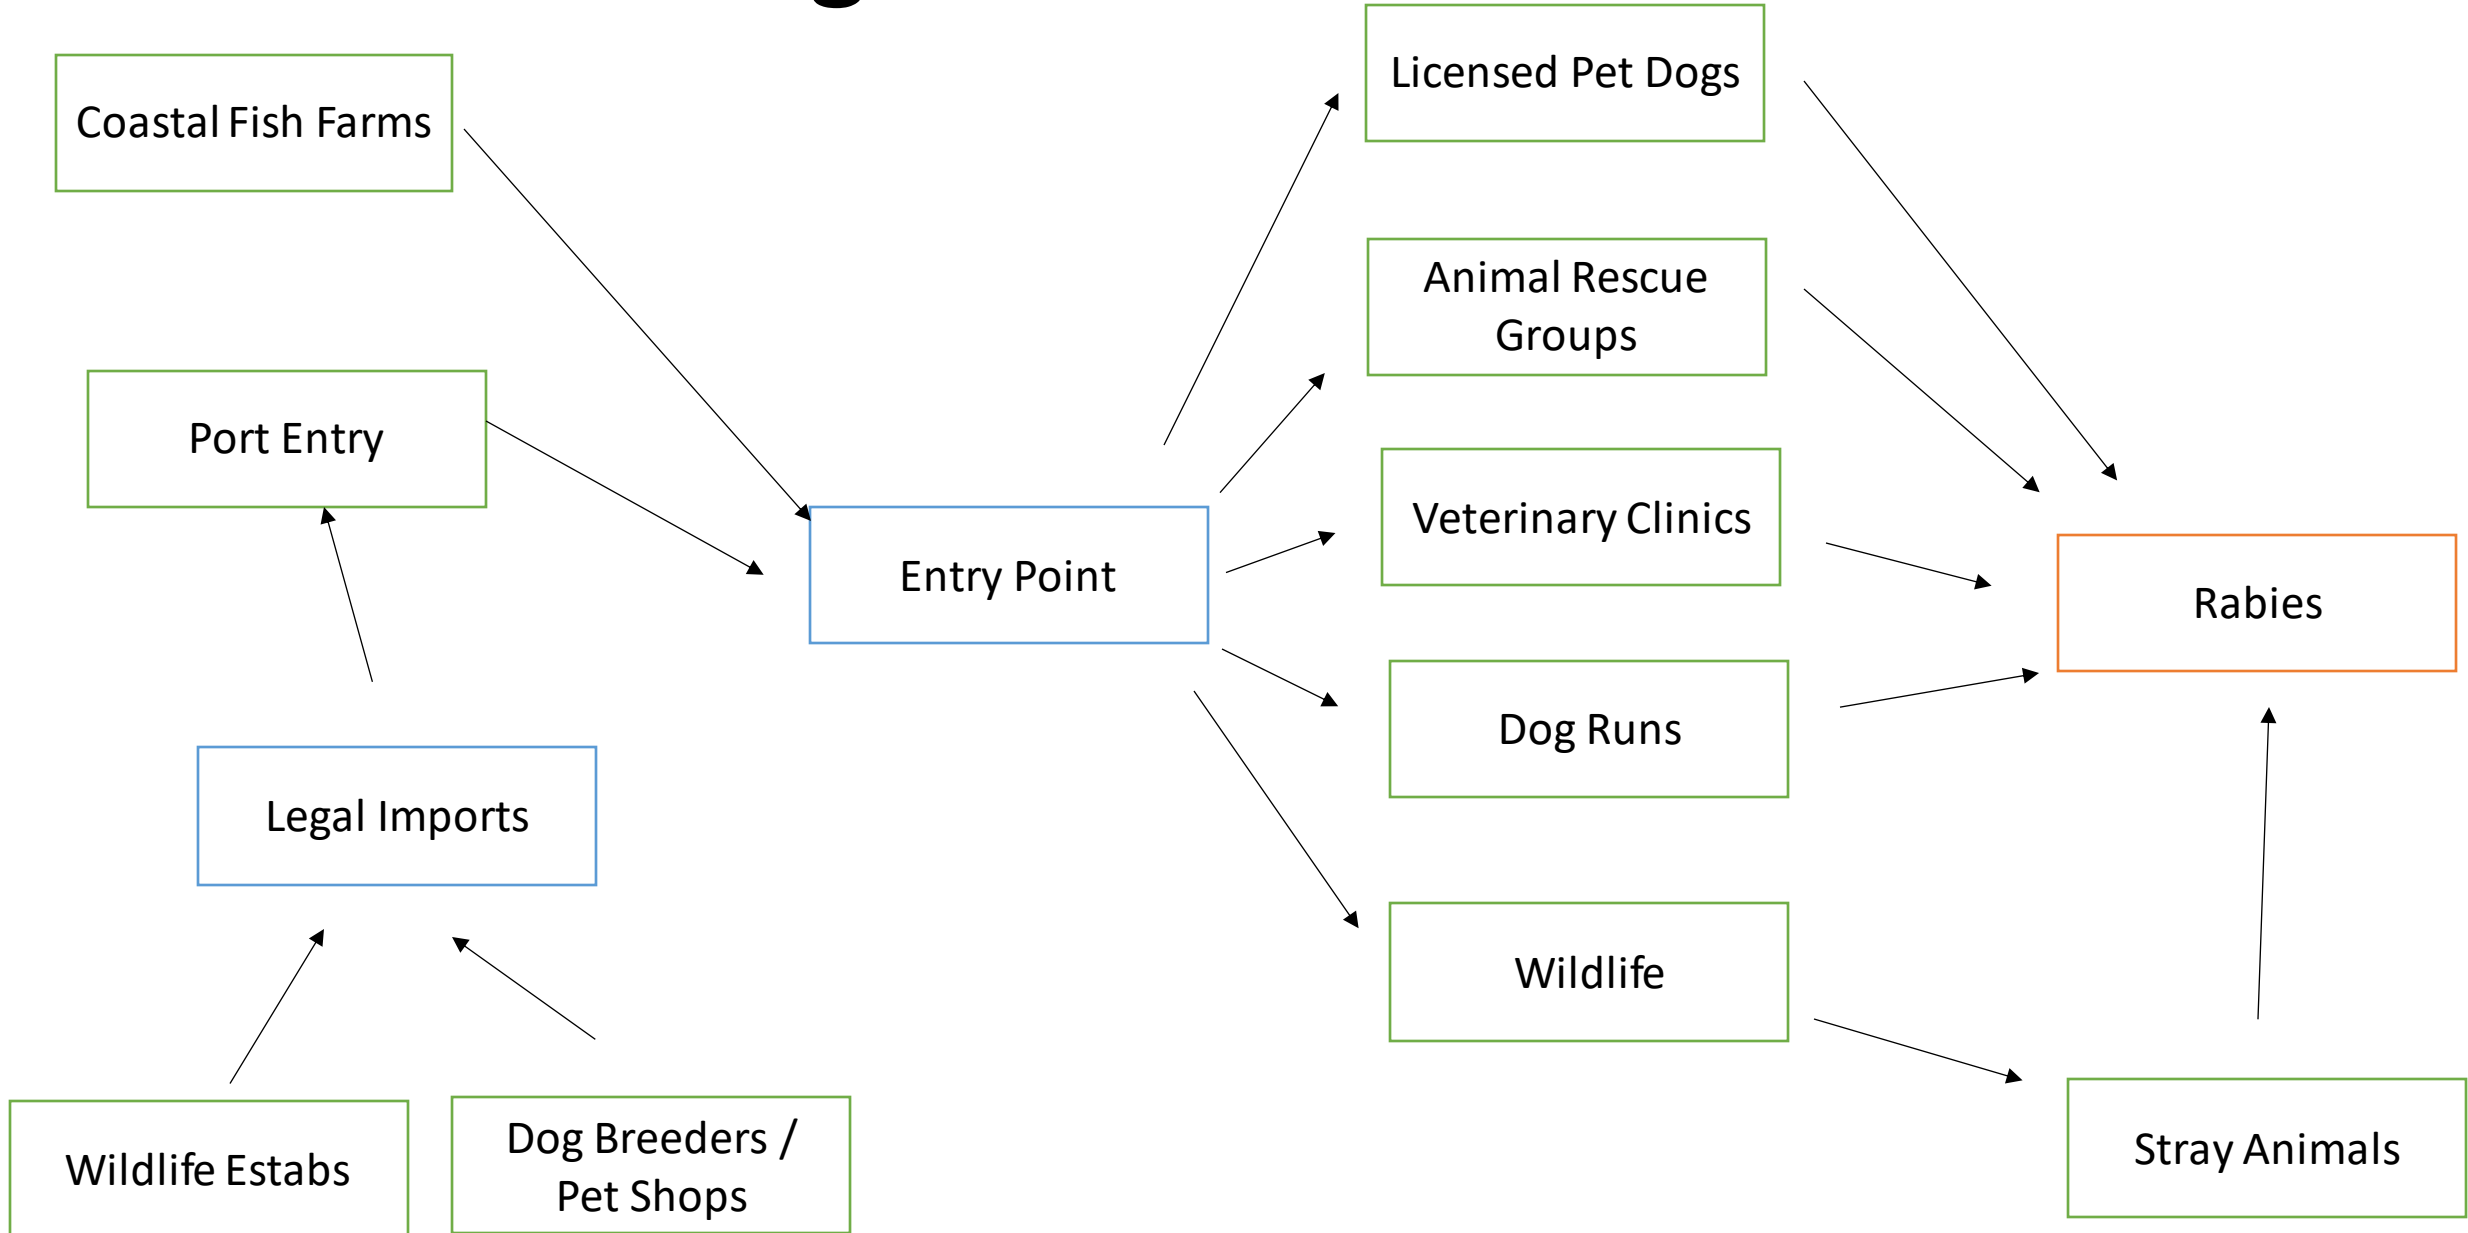 Licensed Pet Dogs
Coastal Fish Farms
Animal Rescue
Groups
Port Entry
Veterinary Clinics
Entry Point
Rabies
Dog Runs
Legal Imports
Wildlife
Dog Breeders /
Pet Shops
Wildlife Estabs
Stray Animals